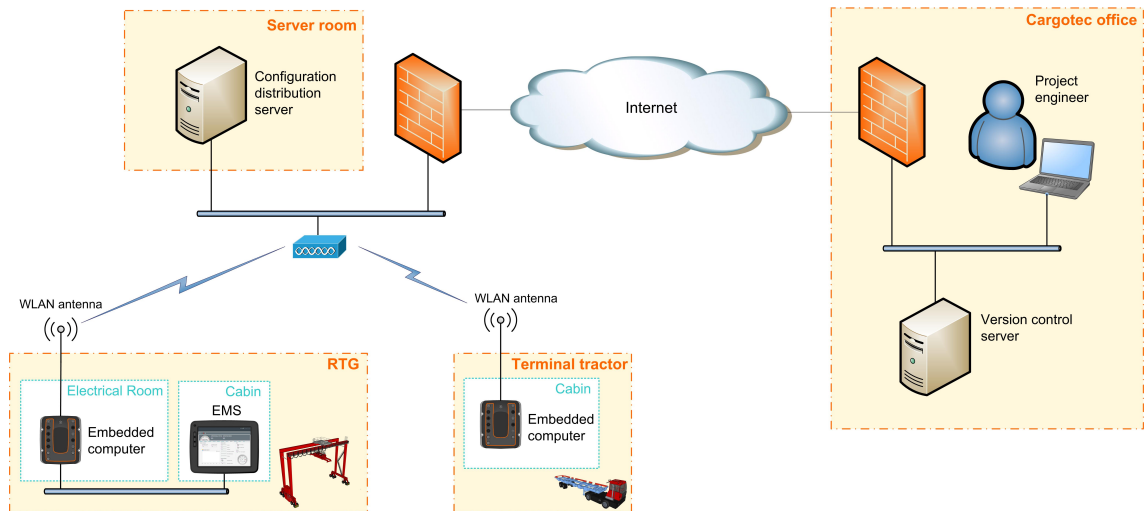 Server room
Configuration
distribution
server
Internet
Cargotec office
Project
engineer
Version control
server
WLAN antenna
WLAN antenna
RTG
Electrical Room
Embedded
computer
Cabin
EMS
Terminal tractor
Cabin
Embedded
computer